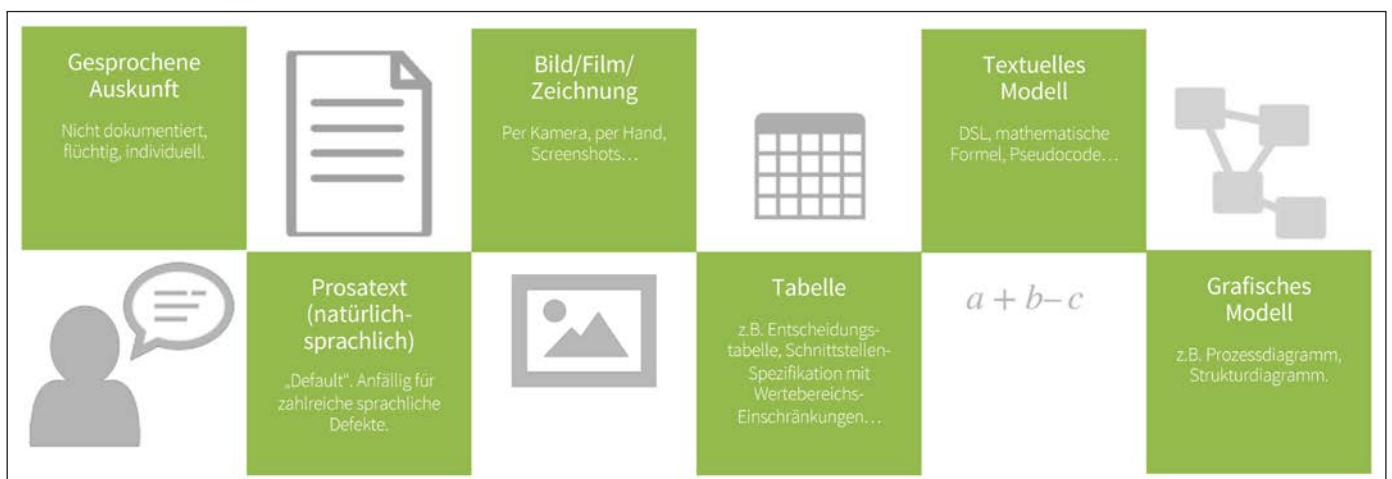 Gesprochene
Auskunft
Nicht dokumentiert,
flüchtig, individuell.
Bild/Film/
Zeichnung
Per Kamera, per Hand,
Screenshots…
Textuelles
Modell
DSL, mathematische
Formel, Pseudocode…
Prosatext
(natürlich-
sprachlich)
„Default“. Anfällig für
zahlreiche sprachliche
Defekte.
Tabelle
z.B. Entscheidungs-
tabelle, Schnittstellen-
Spezifikation mit
Wertebereichs-
Einschränkungen…
a + b – c
Grafisches
Modell
z.B. Prozessdiagramm,
Strukturdiagramm.